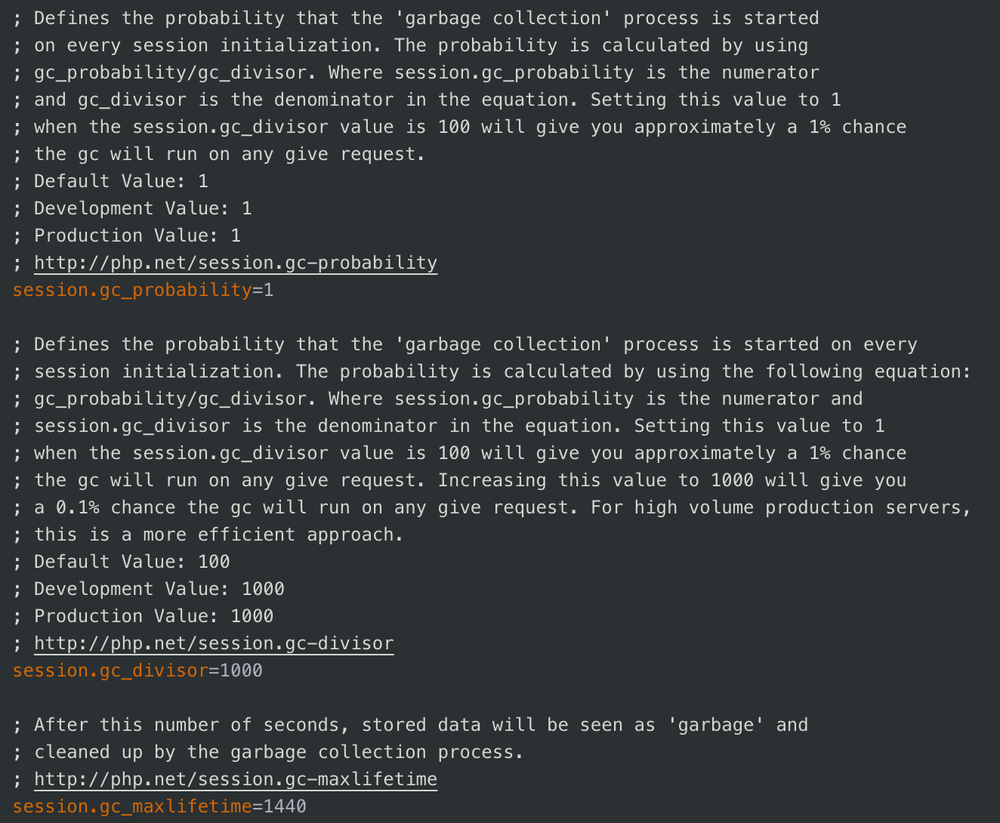 ; Defines the probability that the 'garbage collection' process is started
; on every session initialization. The probability is calculated by using
; gc_probability/gc_divisor. Where session.gc_probability is the numerator
; and gc_divisor is the denominator in the equation. Setting this value to 1
; when the session.gc_divisor value is 100 will give you approximately a 1% chance
; the gc will run on any give request.
; Default Value: 1
; Development Value: 1
; Production Value: 1
; http://php.net/session.gc-probability
session.gc_probability=1
; Defines the probability that the 'garbage collection' process is started on every
; session initialization. The probability is calculated by using the following equation:
; gc_probability/gc_divisor. Where session.gc_probability is the numerator and
; session.gc_divisor is the denominator in the equation. Setting this value to 1
; when the session.gc_divisor value is 100 will give you approximately a 1% chance
; the gc will run on any give request. Increasing this value to 1000 will give you
; a 0.1% chance the gc will run on any give request. For high volume production servers,
; this is a more efficient approach.
; Default Value: 100
; Development Value: 1000
; Production Value: 1000
; http://php.net/session.gc-divisor
session.gc_divisor=1000
; After this number of seconds, stored data will be seen as 'garbage' and
; cleaned up by the garbage collection process.
; http://php.net/session.gc-maxlifetime
session.gc_maxlifetime=1440